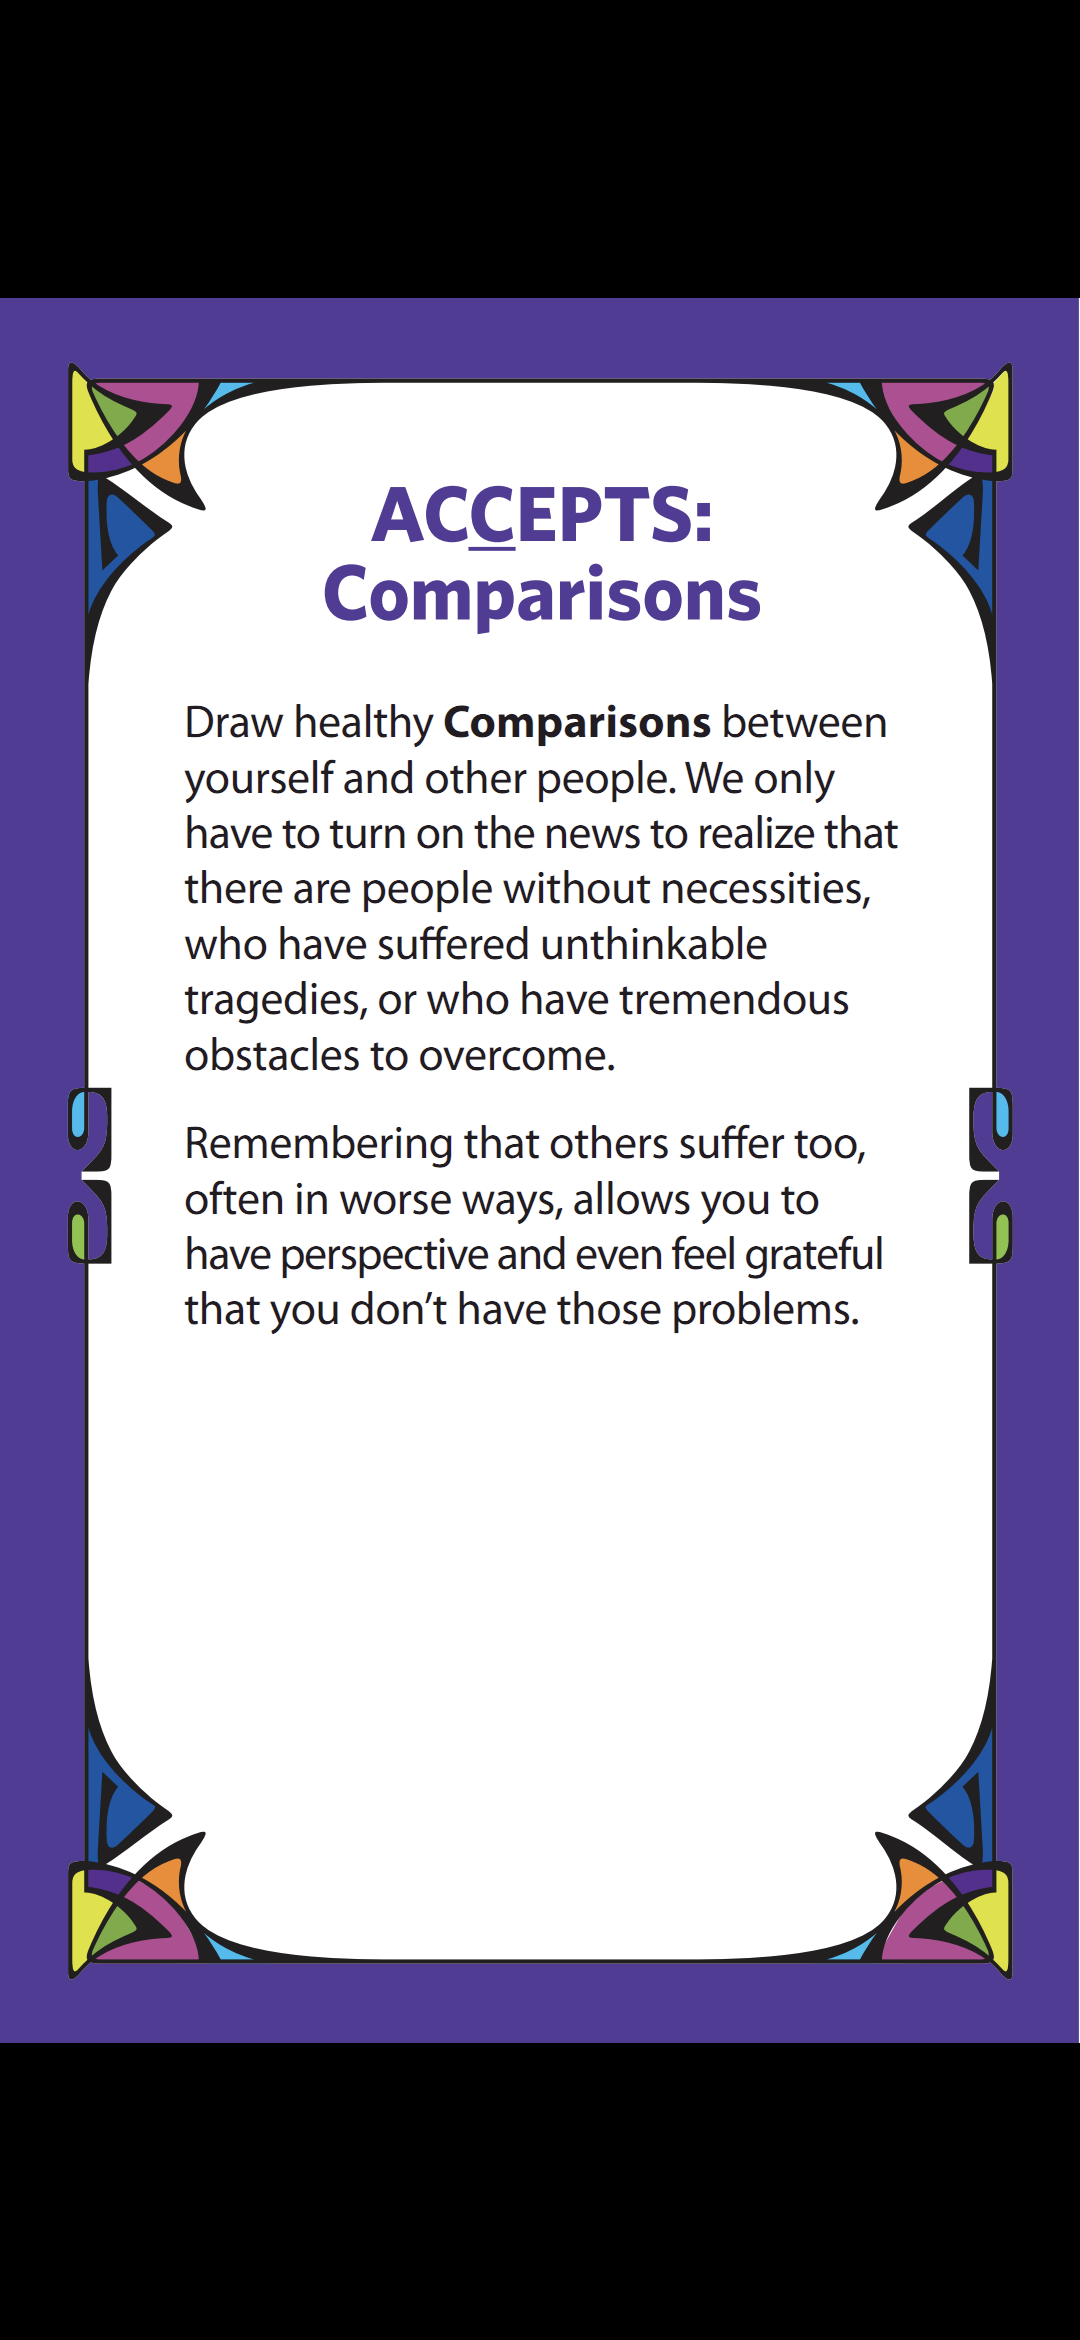 ACCEPTS:
Comparisons
Draw healthy Comparisons between
yourself and other people. We only
have to turn on the news to realize that
there are people without necessities,
who have suffered unthinkable
tragedies, or who have tremendous
obstacles to overcome.
Remembering that others suffer too,
often in worse ways, allows you to
have perspective and even feel grateful
that you don’t have those problems.